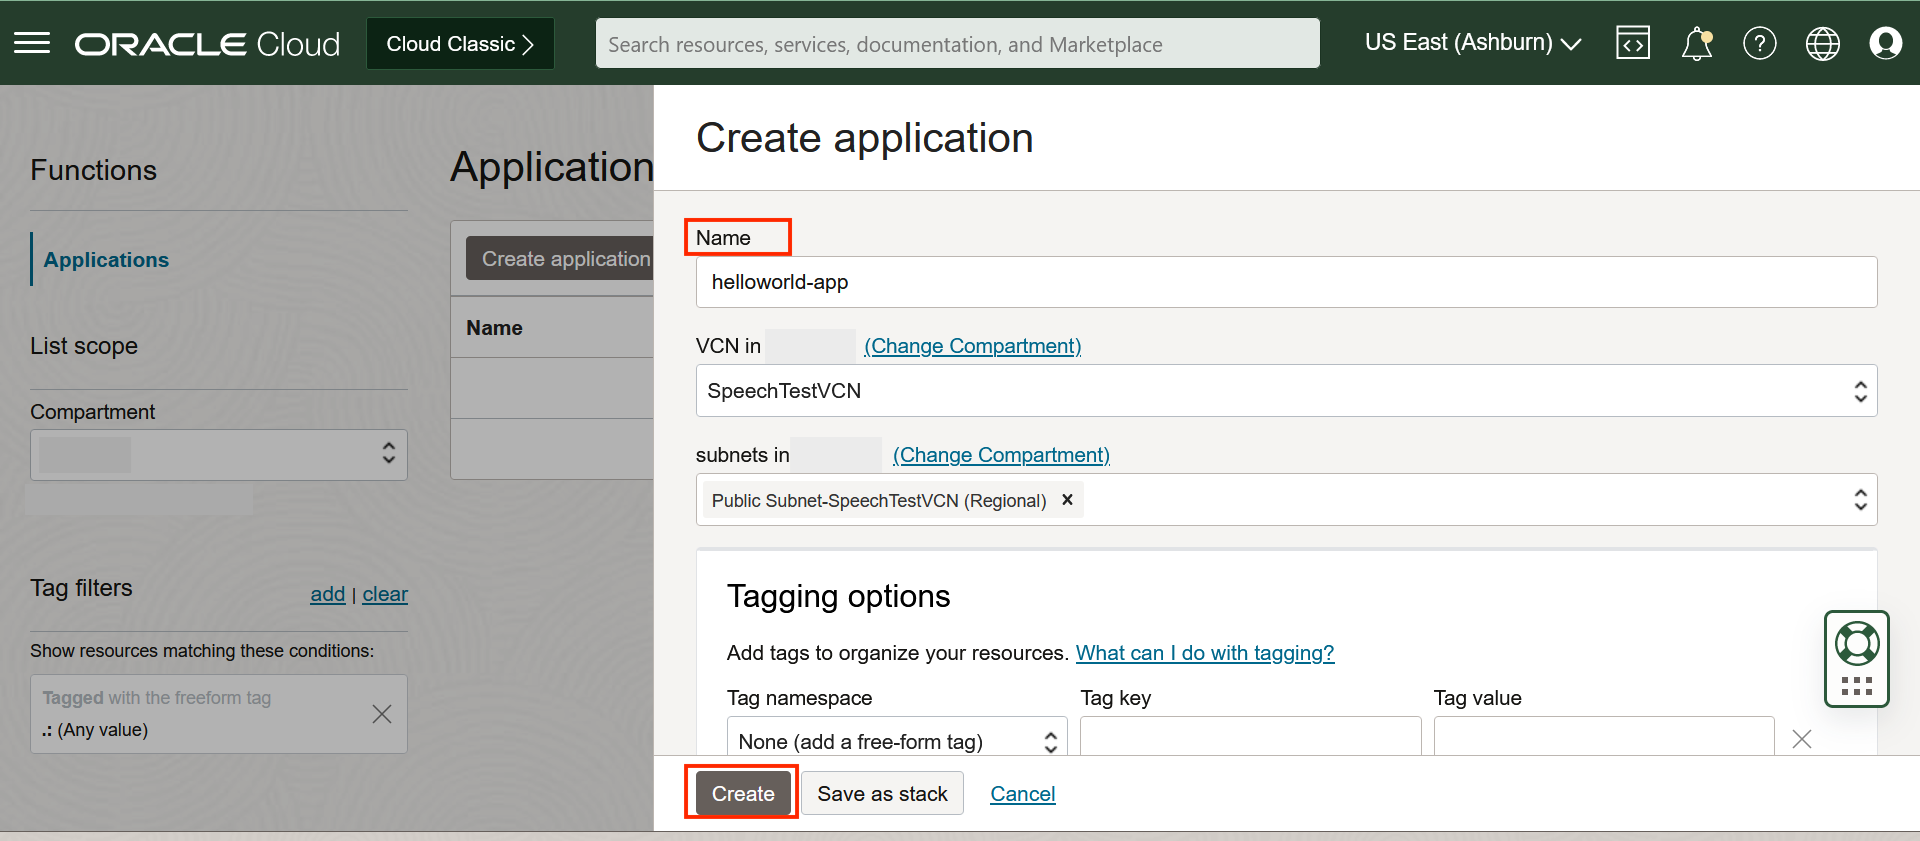 ORACLE Cloud
Cloud Classic
Search resources, services, documentation, and Marketplace
US East (Ashburn)
Functions
Applications
List scope
Compartment
Tag filters
add | clear
Show resources matching these conditions:
Tagged with the freeform tag
.: (Any value)
Application
Create application
Name
Create application
Name
helloworld-app
VCN in (Change Compartment)
SpeechTestVCN
subnets in (Change Compartment)
Public Subnet-SpeechTestVCN (Regional) ×
Tagging options
Add tags to organize your resources. What can I do with tagging?
Tag namespace Tag key Tag value
None (add a free-form tag)
Create Save as stack Cancel